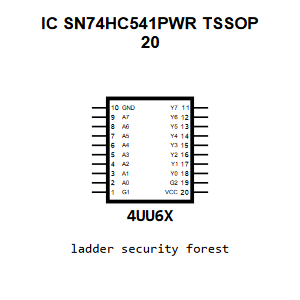 IC SN74HC541PWR TSSOP
20
10 GND Y7 11
9 A7 Y6 12
8 A6 Y5 13
7 A5 Y4 14
6 A4 Y3 15
5 A3 Y2 16
4 A2 Y1 17
3 A1 Y0 18
2 A0 G2 19
1 G1 VCC 20
4UU6X
ladder security forest